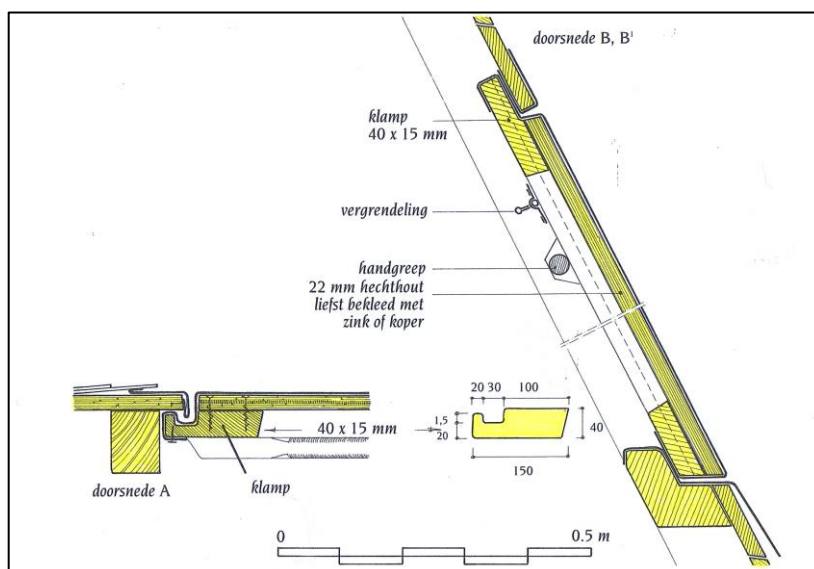 doorsnede B, B¹
klamp
40 x 15 mm
vergrendeling
handgreep
22 mm hechthout
liefst bekleed met
zink of koper
20 30 100
1,5
20
40
150
40 x 15 mm
doorsnede A
klamp
0 0.5 m